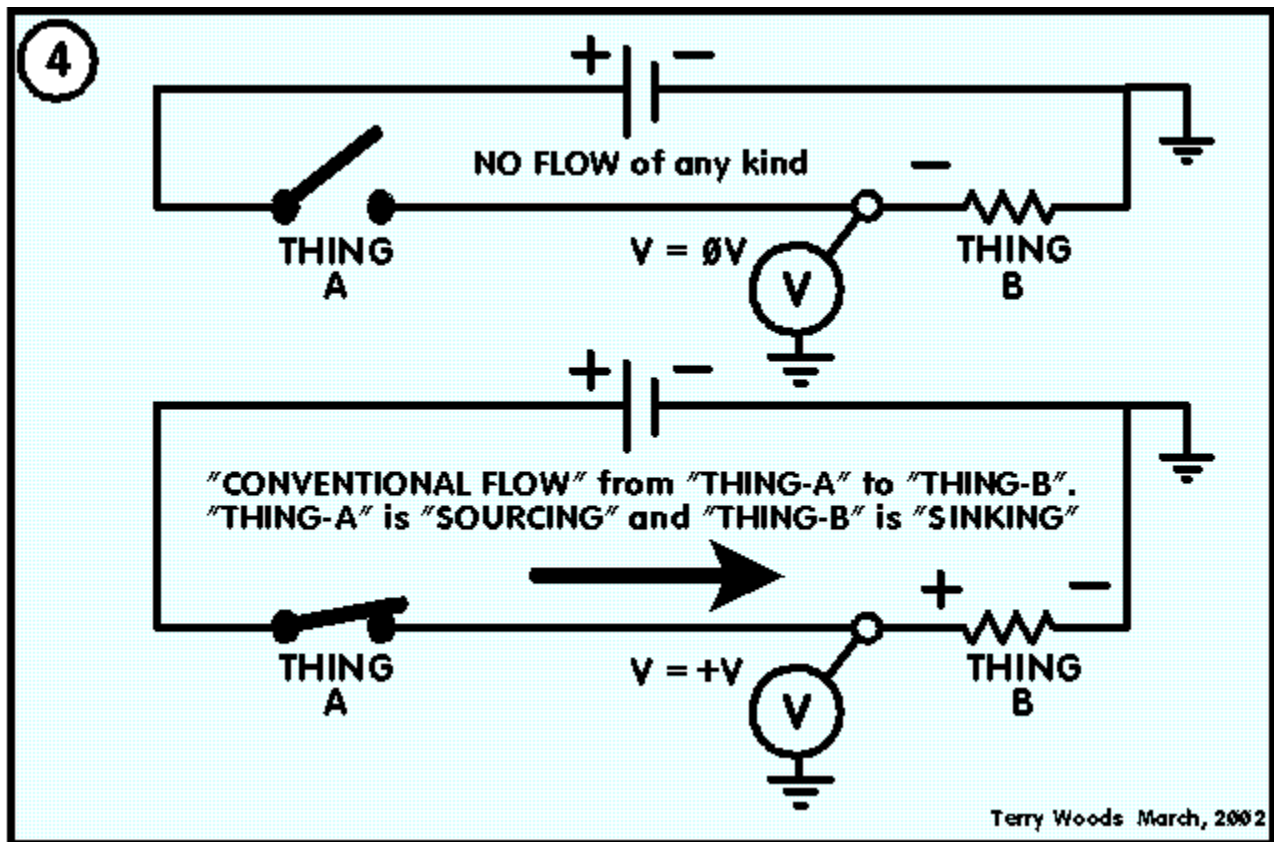 4
+ −
NO FLOW of any kind
−
THING
A
V = ØV
V
THING
B
+ −
"CONVENTIONAL FLOW" from "THING-A" to "THING-B".
"THING-A" is "SOURCING" and "THING-B" is "SINKING"
+ −
THING
A
V = +V
V
THING
B
Terry Woods March, 2002